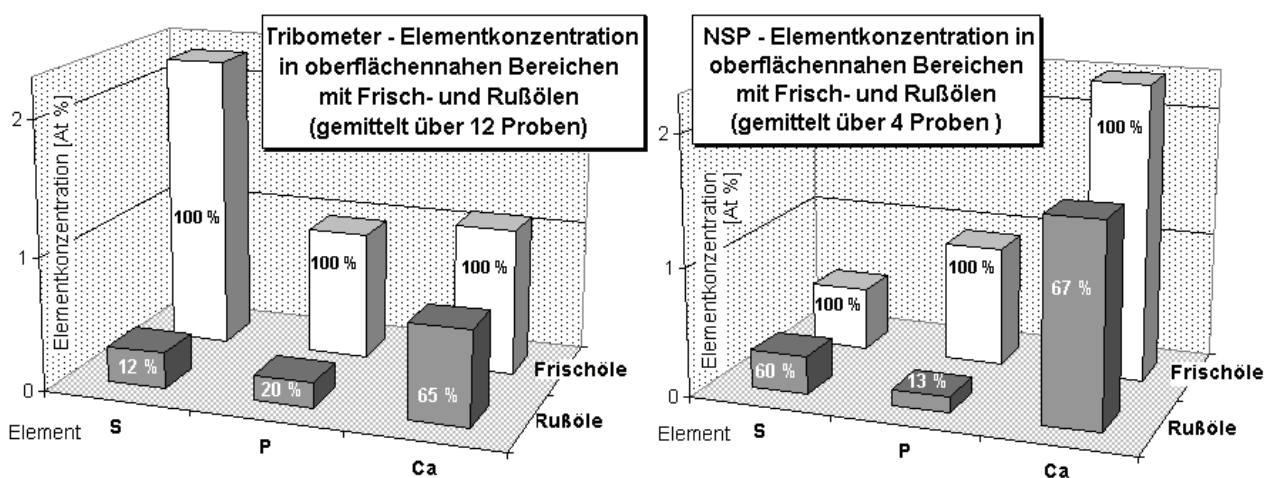 Tribometer - Elementkonzentration
in oberflächennahen Bereichen
mit Frisch- und Rußölen
(gemittelt über 12 Proben)
Elementkonzentration [At %]
2
1
0
100 %
100 %
100 %
12 %
20 %
65 %
Element
S
P
Ca
Frischöle
Rußöle
NSP - Elementkonzentration in
oberflächennahen Bereichen
mit Frisch- und Rußölen
(gemittelt über 4 Proben )
Elementkonzentration
[At %]
2
1
0
100 %
100 %
100 %
60 %
13 %
67 %
Element
S
P
Ca
Frischöle
Rußöle